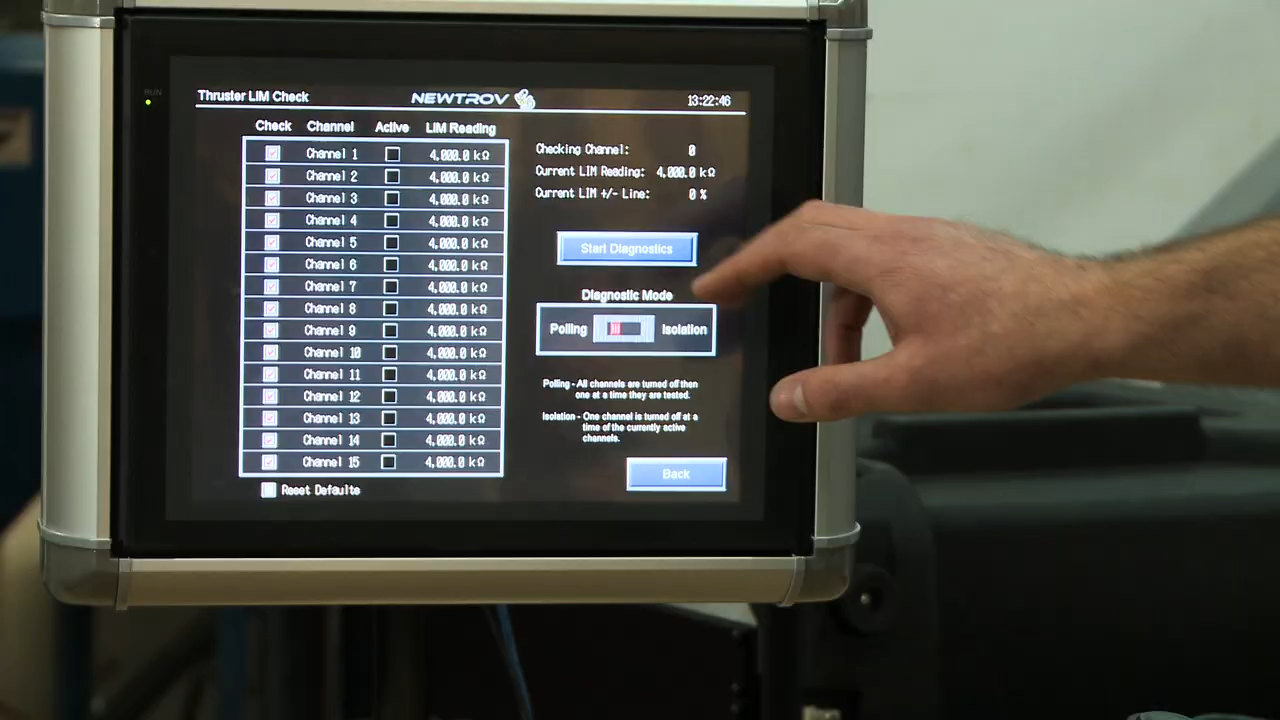 RUN
Thruster LIM Check
NEWTROV
13:22:46
Check Channel Active LIM Reading
Channel 1 4,000.0 kΩ
Channel 2 4,000.0 kΩ
Channel 3 4,000.0 kΩ
Channel 4 4,000.0 kΩ
Channel 5 4,000.0 kΩ
Channel 6 4,000.0 kΩ
Channel 7 4,000.0 kΩ
Channel 8 4,000.0 kΩ
Channel 9 4,000.0 kΩ
Channel 10 4,000.0 kΩ
Channel 11 4,000.0 kΩ
Channel 12 4,000.0 kΩ
Channel 13 4,000.0 kΩ
Channel 14 4,000.0 kΩ
Channel 15 4,000.0 kΩ
Reset Defaults
Checking Channel: 0
Current LIM Reading: 4,000.0 kΩ
Current LIM +/- Line: 0 %
Start Diagnostics
Diagnostic Mode
Polling Isolation
Polling - All channels are turned off then
one at a time they are tested.
Isolation - One channel is turned off at a
time of the currently active
channels.
Back